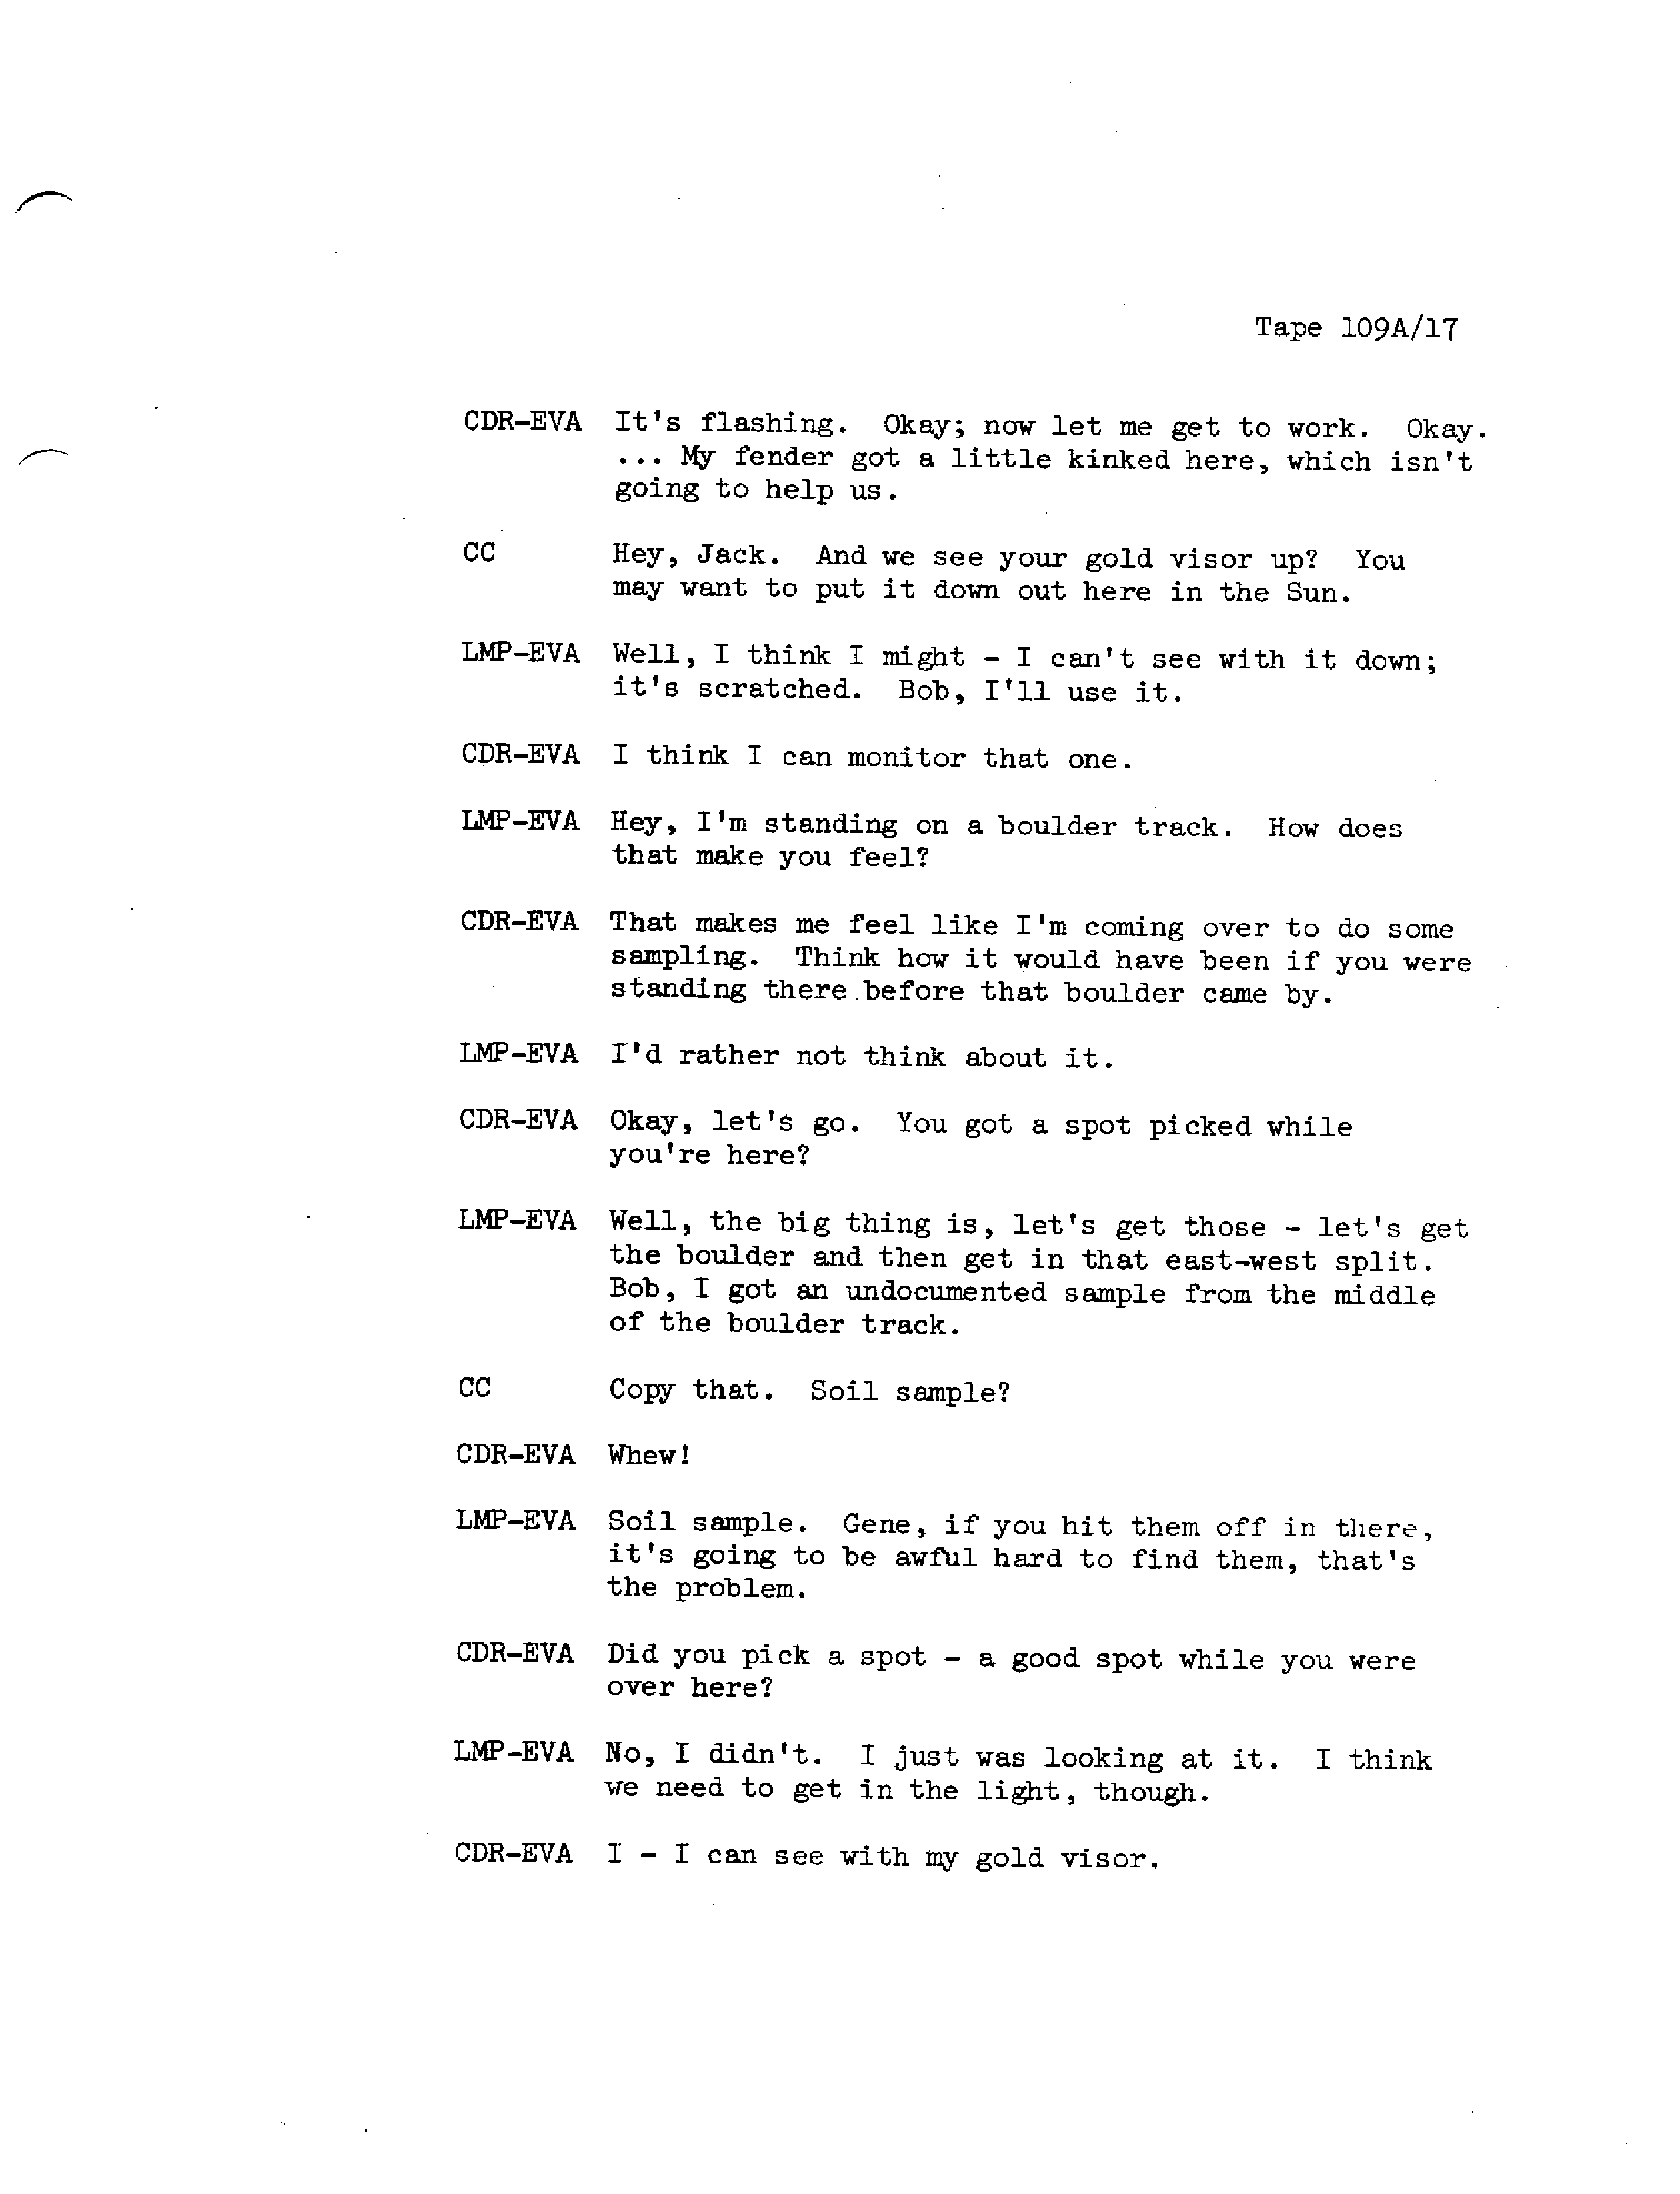 Tape 109A/17
CDR-EVA It's flashing. Okay; now let me get to work. Okay.
... My fender got a little kinked here, which isn't
going to help us.
CC Hey, Jack. And we see your gold visor up? You
may want to put it down out here in the Sun.
LMP-EVA Well, I think I might - I can't see with it down;
it's scratched. Bob, I'll use it.
CDR-EVA I think I can monitor that one.
LMP-EVA Hey, I'm standing on a boulder track. How does
that make you feel?
CDR-EVA That makes me feel like I'm coming over to do some
sampling. Think how it would have been if you were
standing there before that boulder came by.
LMP-EVA I'd rather not think about it.
CDR-EVA Okay, let's go. You got a spot picked while
you're here?
LMP-EVA Well, the big thing is, let's get those - let's get
the boulder and then get in that east-west split.
Bob, I got an undocumented sample from the middle
of the boulder track.
CC Copy that. Soil sample?
CDR-EVA Whew!
LMP-EVA Soil sample. Gene, if you hit them off in there,
it's going to be awful hard to find them, that's
the problem.
CDR-EVA Did you pick a spot - a good spot while you were
over here?
LMP-EVA No, I didn't. I just was looking at it. I think
we need to get in the light, though.
CDR-EVA I - I can see with my gold visor.